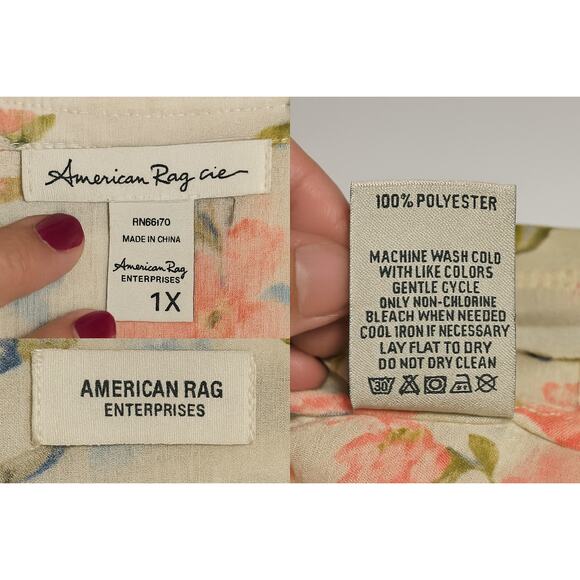 American Rag Cie
RN66170
MADE IN CHINA
American Rag
ENTERPRISES
1X
AMERICAN RAG
ENTERPRISES
100% POLYESTER
MACHINE WASH COLD
WITH LIKE COLORS
GENTLE CYCLE
ONLY NON-CHLORINE
BLEACH WHEN NEEDED
COOL IRON IF NECESSARY
LAY FLAT TO DRY
DO NOT DRY CLEAN
30